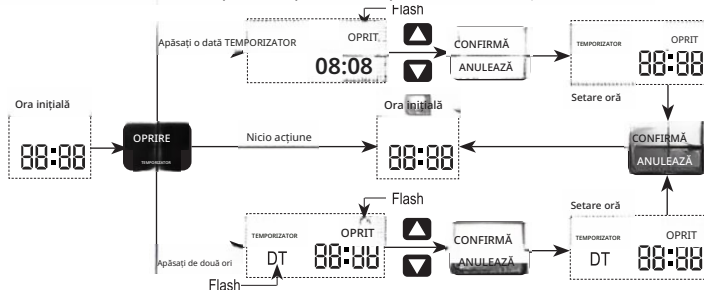 Flash
Apăsați o dată TEMPORIZATOR
OPRIT
08:08
CONFIRMĂ
ANULEAZĂ
TEMPORIZATOR
OPRIT
88:88
Setare oră
Ora inițială
88:88
OPRIRE
TEMPORIZATOR
Nicio acțiune
Ora inițială
88:88
CONFIRMĂ
ANULEAZĂ
Flash
TEMPORIZATOR
OPRIT
DT
Apăsați de două ori
Flash
CONFIRMĂ
ANULEAZĂ
Setare oră
TEMPORIZATOR
OPRIT
DT